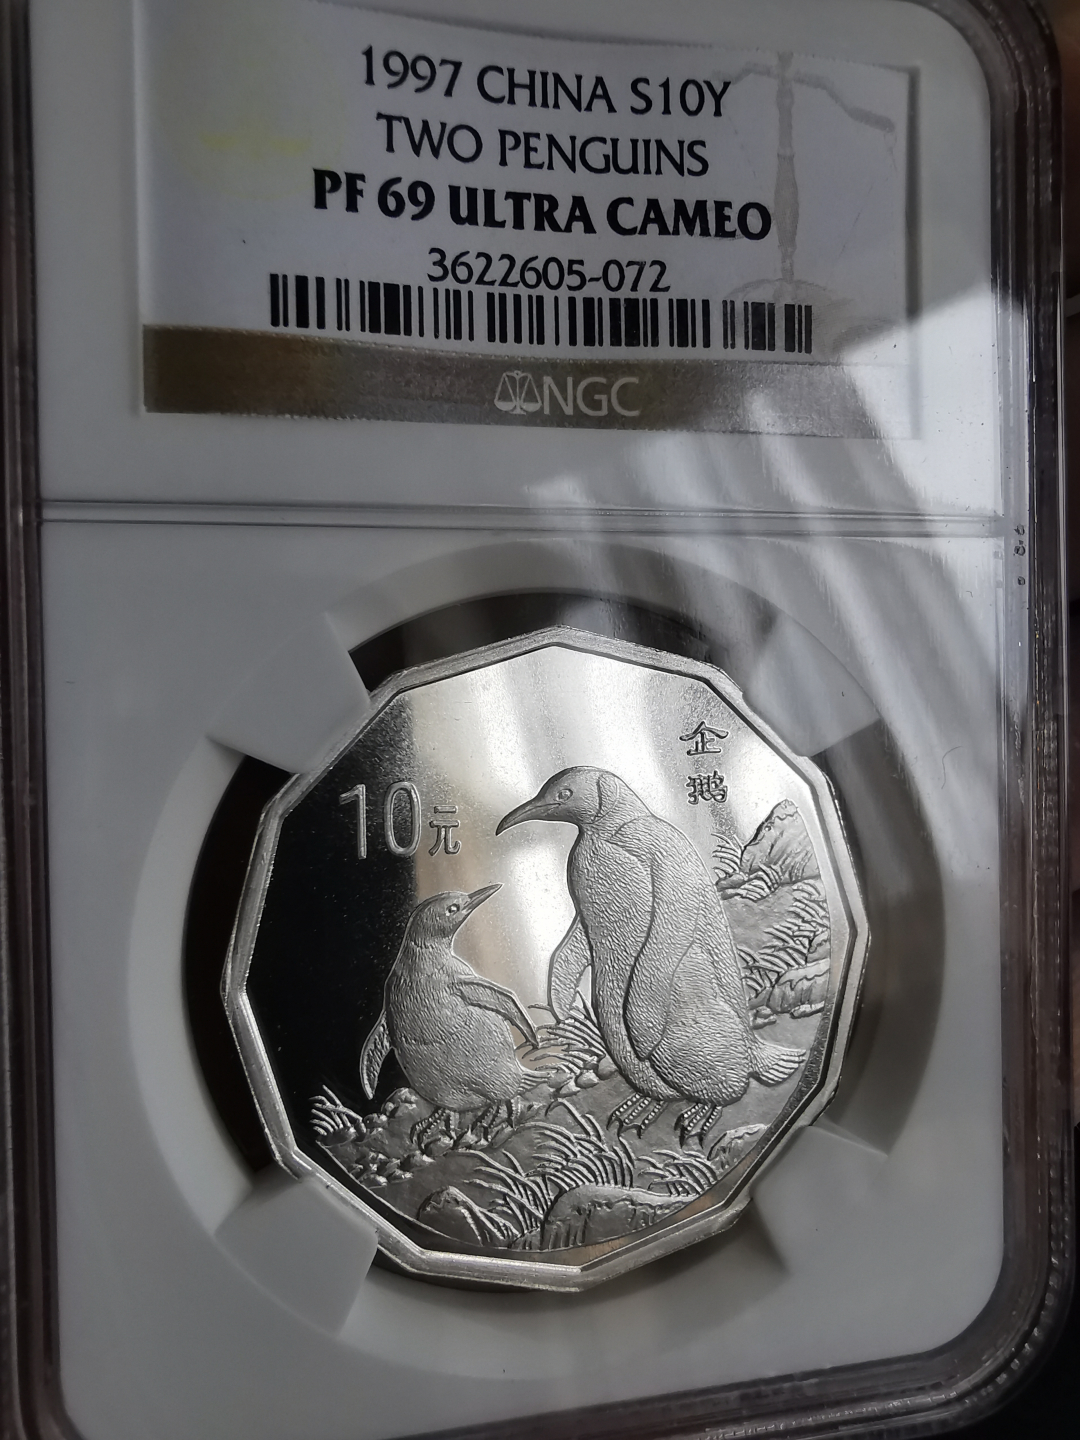 1997 CHINA S10Y
TWO PENGUINS
PF 69 ULTRA CAMEO
3622605-072
NGC
企
鹅
10元